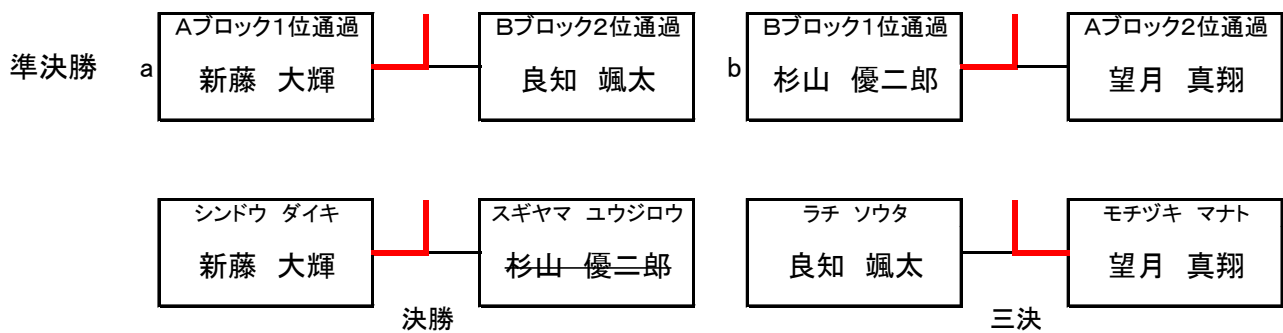 Aブロック1位通過 Bブロック2位通過 Bブロック1位通過 Aブロック2位通過
準決勝 a 新藤 大輝 良知 颯太 b 杉山 優二郎 望月 真翔
シンドウ ダイキ スギヤマ ユウジロウ ラチ ソウタ モチヅキ マナト
新藤 大輝 杉山 優二郎 良知 颯太 望月 真翔
決勝 三決